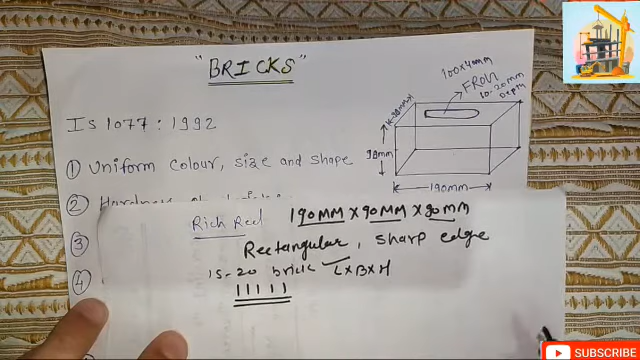 "BRICKS"
IS 1077 : 1992
100x40mm
FROG
10-20mm
Depth
90mm
190mm
① Uniform colour, size and shape
②
Rich Red
190MM x 90MM x 90MM
③
Rectangular, sharp edge
④
15-20 brick ✓ LxBxH
SUBSCRIBE